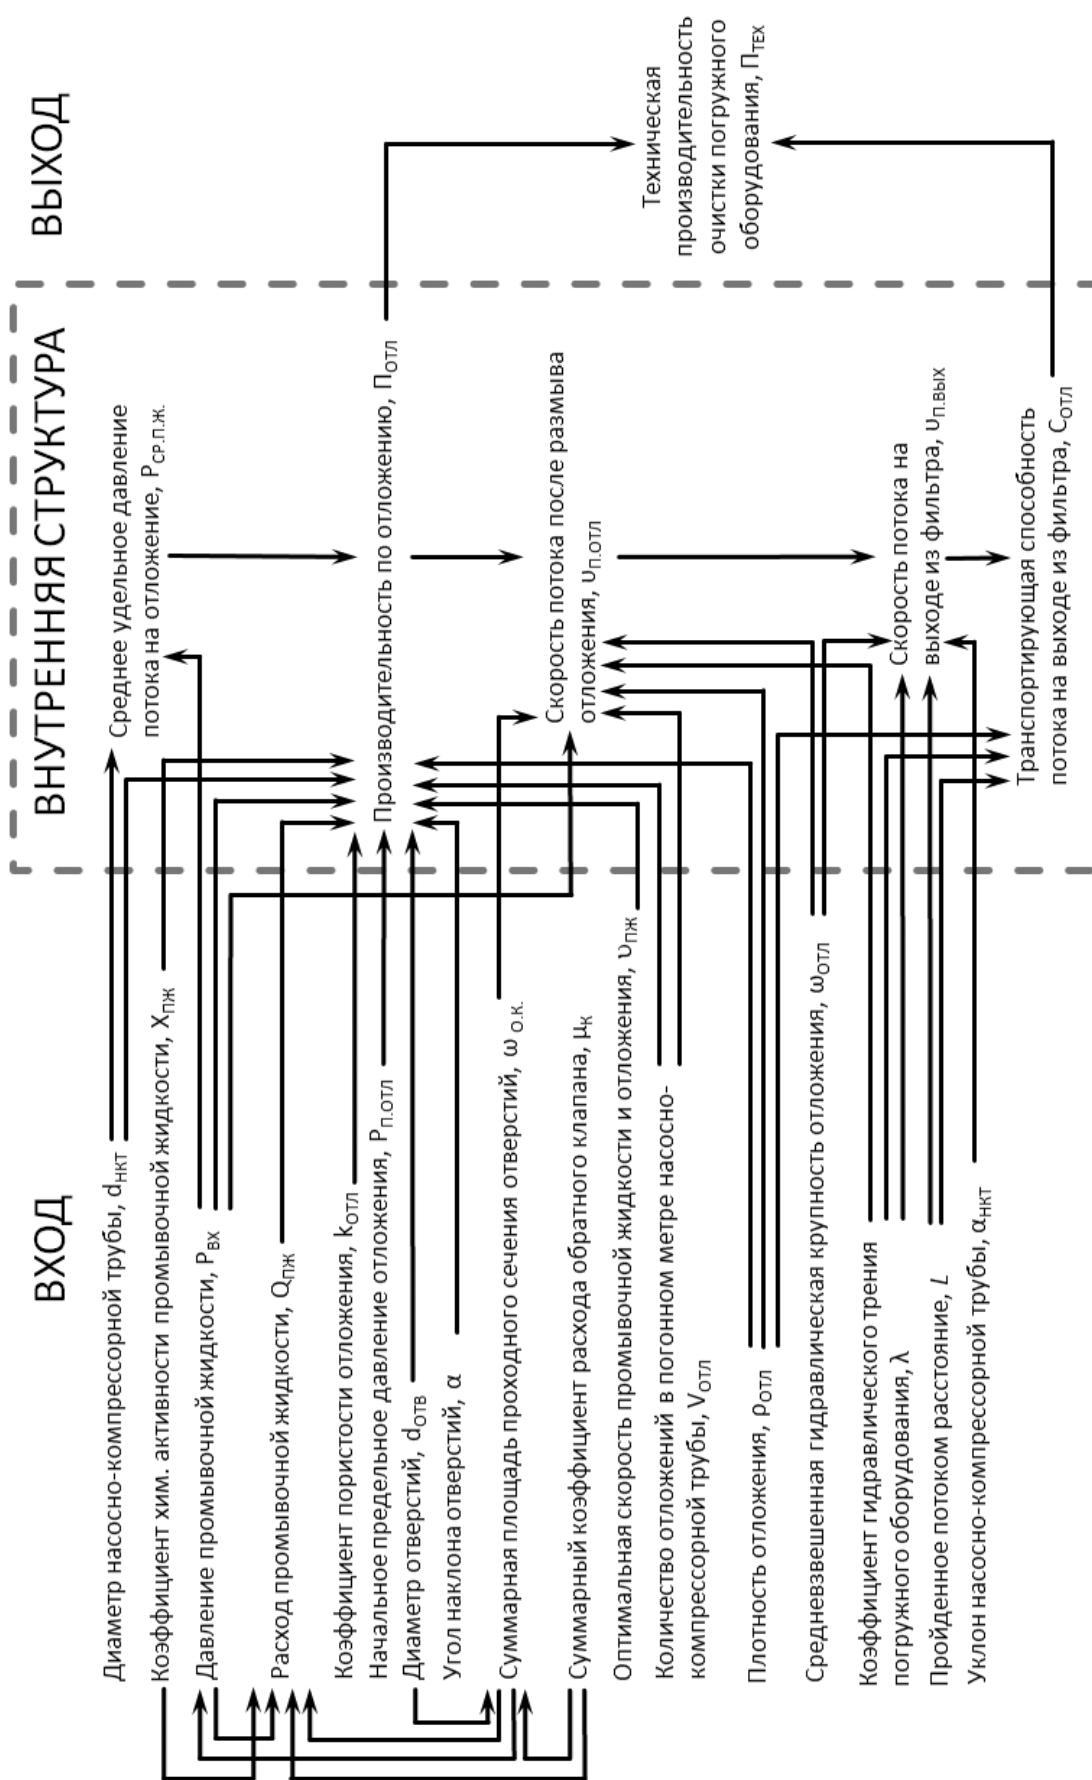 ВХОД
ВНУТРЕННЯЯ СТРУКТУРА
ВЫХОД
Диаметр насосно-компрессорной трубы, dНКТ
Коэффициент хим. активности промывочной жидкости, XПЖ
Давление промывочной жидкости, PВХ
Расход промывочной жидкости, QПЖ
Коэффициент пористости отложения, kОТЛ
Начальное предельное давление отложения, PП.ОТЛ
Диаметр отверстий, dОТВ
Угол наклона отверстий, α
Суммарная площадь проходного сечения отверстий, ω О.К.
Суммарный коэффициент расхода обратного клапана, μК
Оптимальная скорость промывочной жидкости и отложения, υПЖ
Количество отложений в погонном метре насосно-
компрессорной трубы, VОТЛ
Плотность отложения, ρОТЛ
Средневзвешенная гидравлическая крупность отложения, ωОТЛ
Коэффициент гидравлического трения
погружного оборудования, λ
Пройденное потоком расстояние, L
Уклон насосно-компрессорной трубы, αНКТ
Среднее удельное давление
потока на отложение, PСР.П.Ж.
Производительность по отложению, ПОТЛ
Скорость потока после размыва
отложения, υП.ОТЛ
Скорость потока на
выходе из фильтра, υП.ВЫХ
Транспортирующая способность
потока на выходе из фильтра, CОТЛ
Техническая
производительность
очистки погружного
оборудования, ПТЕХ